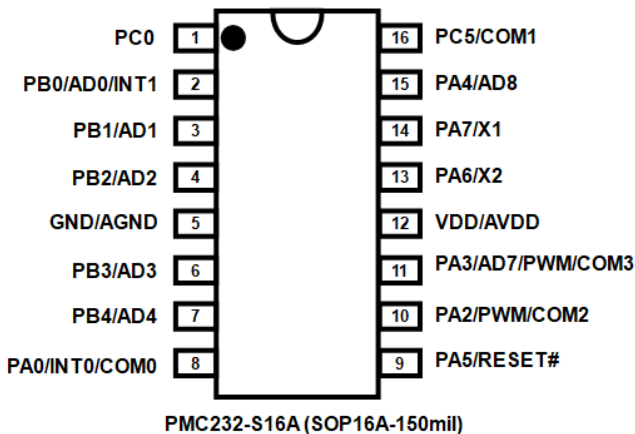 PC0 1 16 PC5/COM1
PB0/AD0/INT1 2 15 PA4/AD8
PB1/AD1 3 14 PA7/X1
PB2/AD2 4 13 PA6/X2
GND/AGND 5 12 VDD/AVDD
PB3/AD3 6 11 PA3/AD7/PWM/COM3
PB4/AD4 7 10 PA2/PWM/COM2
PA0/INT0/COM0 8 9 PA5/RESET#
PMC232-S16A (SOP16A-150mil)